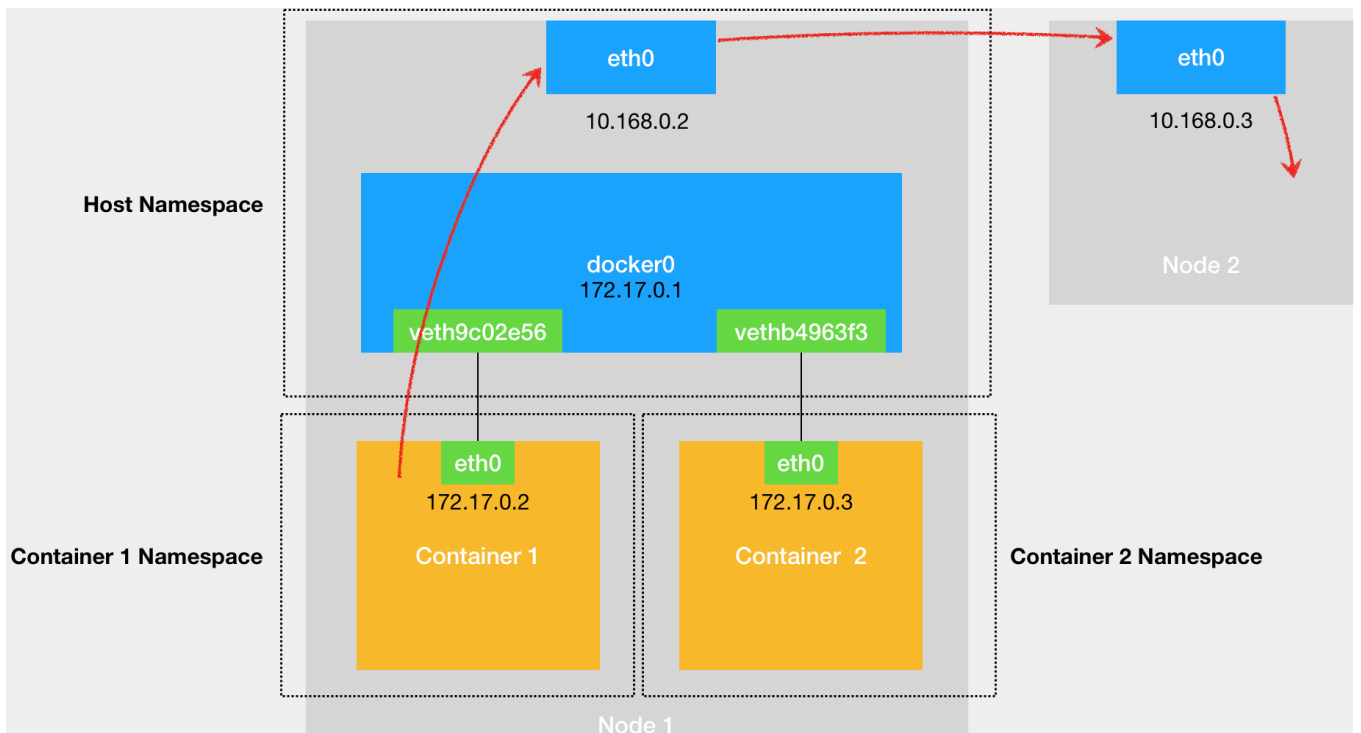 eth0
eth0
10.168.0.2
10.168.0.3
Host Namespace
docker0
172.17.0.1
Node 2
veth9c02e56
vethb4963f3
eth0
eth0
172.17.0.2
172.17.0.3
Container 1 Namespace
Container 1
Container 2
Container 2 Namespace
Node 1